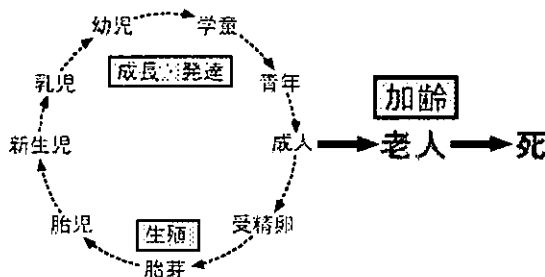 幼児
学童
成長・発達
乳児
青年
加齢
新生児
成人
老人
死
胎児
生殖
受精卵
胎芽